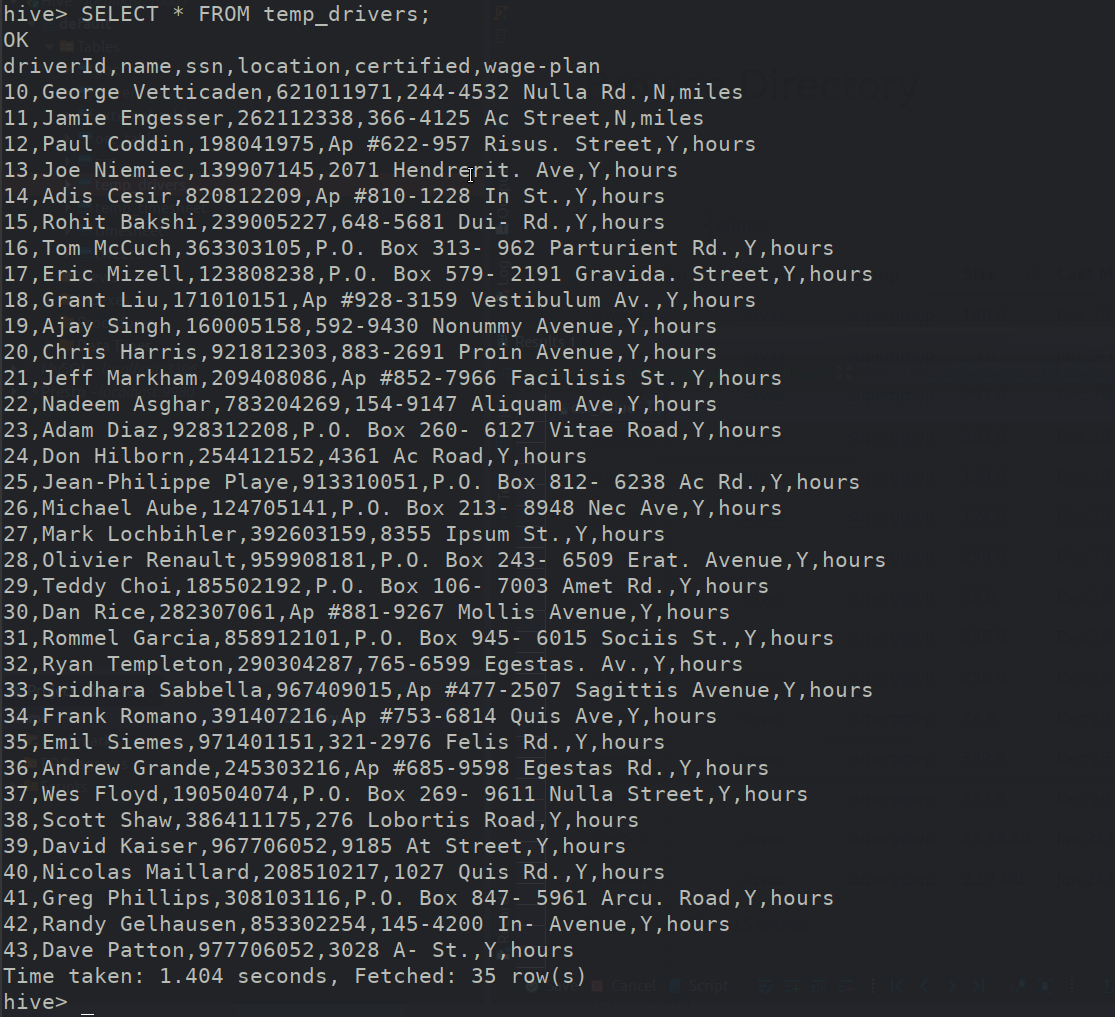 hive> SELECT * FROM temp_drivers;
OK
driverId,name,ssn,location,certified,wage-plan
10,George Vetticaden,621011971,244-4532 Nulla Rd.,N,miles
11,Jamie Engesser,262112338,366-4125 Ac Street,N,miles
12,Paul Coddin,198041975,Ap #622-957 Risus. Street,Y,hours
13,Joe Niemiec,139907145,2071 Hendrerit. Ave,Y,hours
14,Adis Cesir,820812209,Ap #810-1228 In St.,Y,hours
15,Rohit Bakshi,239005227,648-5681 Dui- Rd.,Y,hours
16,Tom McCuch,363303105,P.O. Box 313- 962 Parturient Rd.,Y,hours
17,Eric Mizell,123808238,P.O. Box 579- 2191 Gravida. Street,Y,hours
18,Grant Liu,171010151,Ap #928-3159 Vestibulum Av.,Y,hours
19,Ajay Singh,160005158,592-9430 Nonummy Avenue,Y,hours
20,Chris Harris,921812303,883-2691 Proin Avenue,Y,hours
21,Jeff Markham,209408086,Ap #852-7966 Facilisis St.,Y,hours
22,Nadeem Asghar,783204269,154-9147 Aliquam Ave,Y,hours
23,Adam Diaz,928312208,P.O. Box 260- 6127 Vitae Road,Y,hours
24,Don Hilborn,254412152,4361 Ac Road,Y,hours
25,Jean-Philippe Playe,913310051,P.O. Box 812- 6238 Ac Rd.,Y,hours
26,Michael Aube,124705141,P.O. Box 213- 8948 Nec Ave,Y,hours
27,Mark Lochbihler,392603159,8355 Ipsum St.,Y,hours
28,Olivier Renault,959908181,P.O. Box 243- 6509 Erat. Avenue,Y,hours
29,Teddy Choi,185502192,P.O. Box 106- 7003 Amet Rd.,Y,hours
30,Dan Rice,282307061,Ap #881-9267 Mollis Avenue,Y,hours
31,Rommel Garcia,858912101,P.O. Box 945- 6015 Sociis St.,Y,hours
32,Ryan Templeton,290304287,765-6599 Egestas. Av.,Y,hours
33,Sridhara Sabbella,967409015,Ap #477-2507 Sagittis Avenue,Y,hours
34,Frank Romano,391407216,Ap #753-6814 Quis Ave,Y,hours
35,Emil Siemes,971401151,321-2976 Felis Rd.,Y,hours
36,Andrew Grande,245303216,Ap #685-9598 Egestas Rd.,Y,hours
37,Wes Floyd,190504074,P.O. Box 269- 9611 Nulla Street,Y,hours
38,Scott Shaw,386411175,276 Lobortis Road,Y,hours
39,David Kaiser,967706052,9185 At Street,Y,hours
40,Nicolas Maillard,208510217,1027 Quis Rd.,Y,hours
41,Greg Phillips,308103116,P.O. Box 847- 5961 Arcu. Road,Y,hours
42,Randy Gelhausen,853302254,145-4200 In- Avenue,Y,hours
43,Dave Patton,977706052,3028 A- St.,Y,hours
Time taken: 1.404 seconds, Fetched: 35 row(s)
hive> _